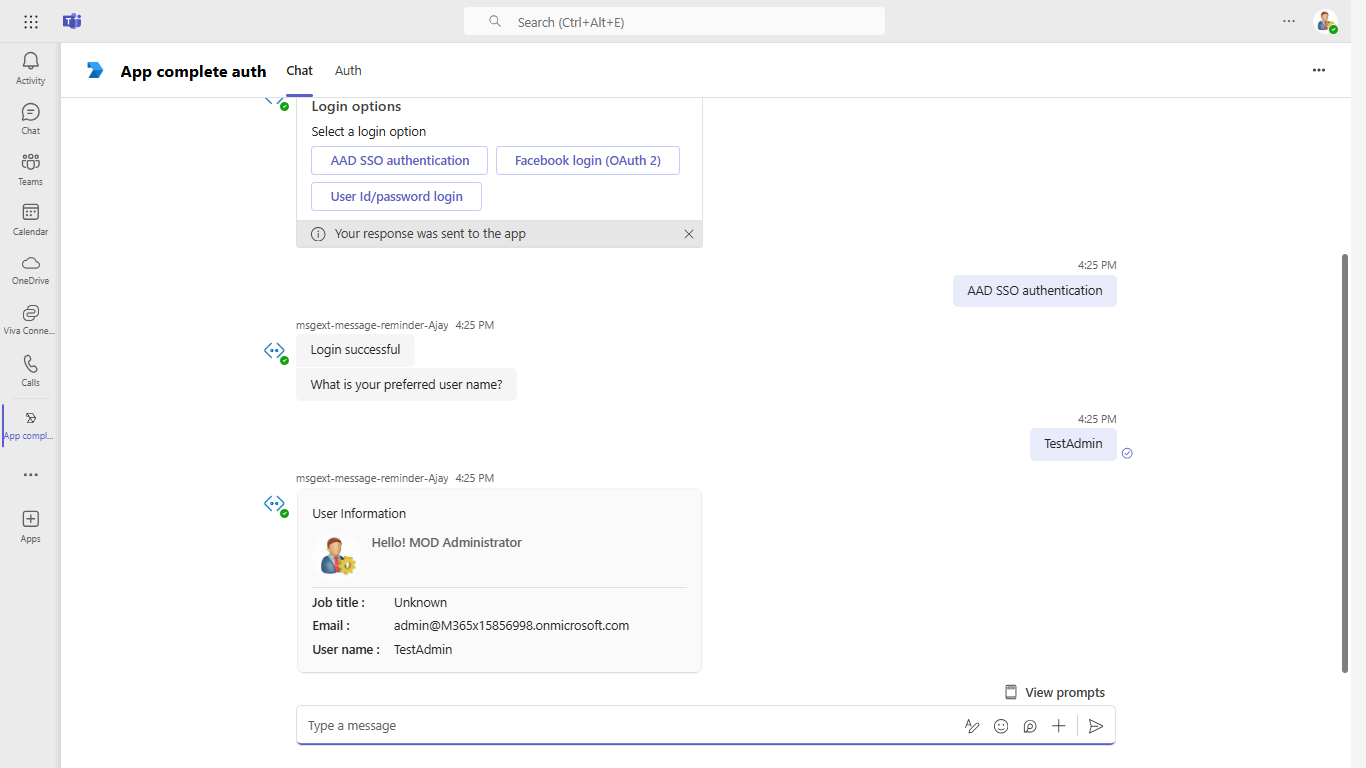 Search (Ctrl+Alt+E)
App complete auth
Chat
Auth
Activity
Chat
Teams
Calendar
OneDrive
Viva Conne...
Calls
App compl...
Apps
Login options
Select a login option
AAD SSO authentication
Facebook login (OAuth 2)
User Id/password login
Your response was sent to the app
4:25 PM
AAD SSO authentication
msgext-message-reminder-Ajay 4:25 PM
Login successful
What is your preferred user name?
4:25 PM
TestAdmin
msgext-message-reminder-Ajay 4:25 PM
User Information
Hello! MOD Administrator
Job title : Unknown
Email : admin@M365x15856998.onmicrosoft.com
User name : TestAdmin
View prompts
Type a message